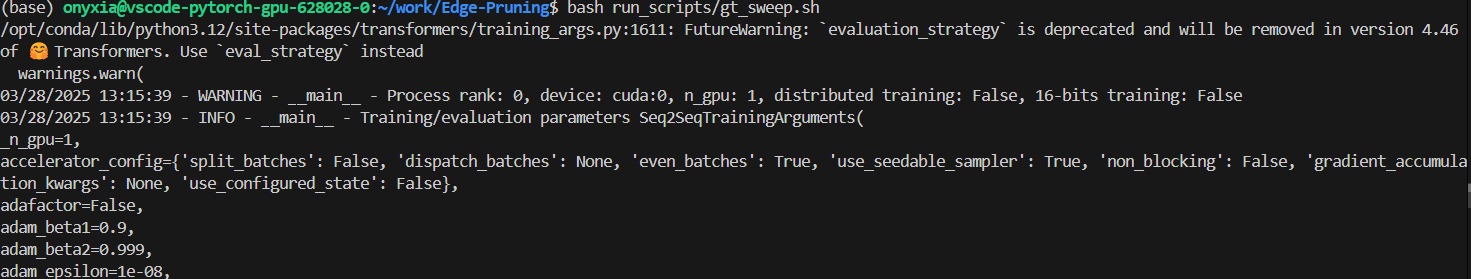 (base) onyxia@vscode-pytorch-gpu-628028-0:~/work/Edge-Pruning$ bash run_scripts/gt_sweep.sh
/opt/conda/lib/python3.12/site-packages/transformers/training_args.py:1611: FutureWarning: `evaluation_strategy` is deprecated and will be removed in version 4.46
of 🤗 Transformers. Use `eval_strategy` instead
  warnings.warn(
03/28/2025 13:15:39 - WARNING - __main__ - Process rank: 0, device: cuda:0, n_gpu: 1, distributed training: False, 16-bits training: False
03/28/2025 13:15:39 - INFO - __main__ - Training/evaluation parameters Seq2SeqTrainingArguments(
_n_gpu=1,
accelerator_config={'split_batches': False, 'dispatch_batches': None, 'even_batches': True, 'use_seedable_sampler': True, 'non_blocking': False, 'gradient_accumula
tion_kwargs': None, 'use_configured_state': False},
adafactor=False,
adam_beta1=0.9,
adam_beta2=0.999,
adam_epsilon=1e-08,